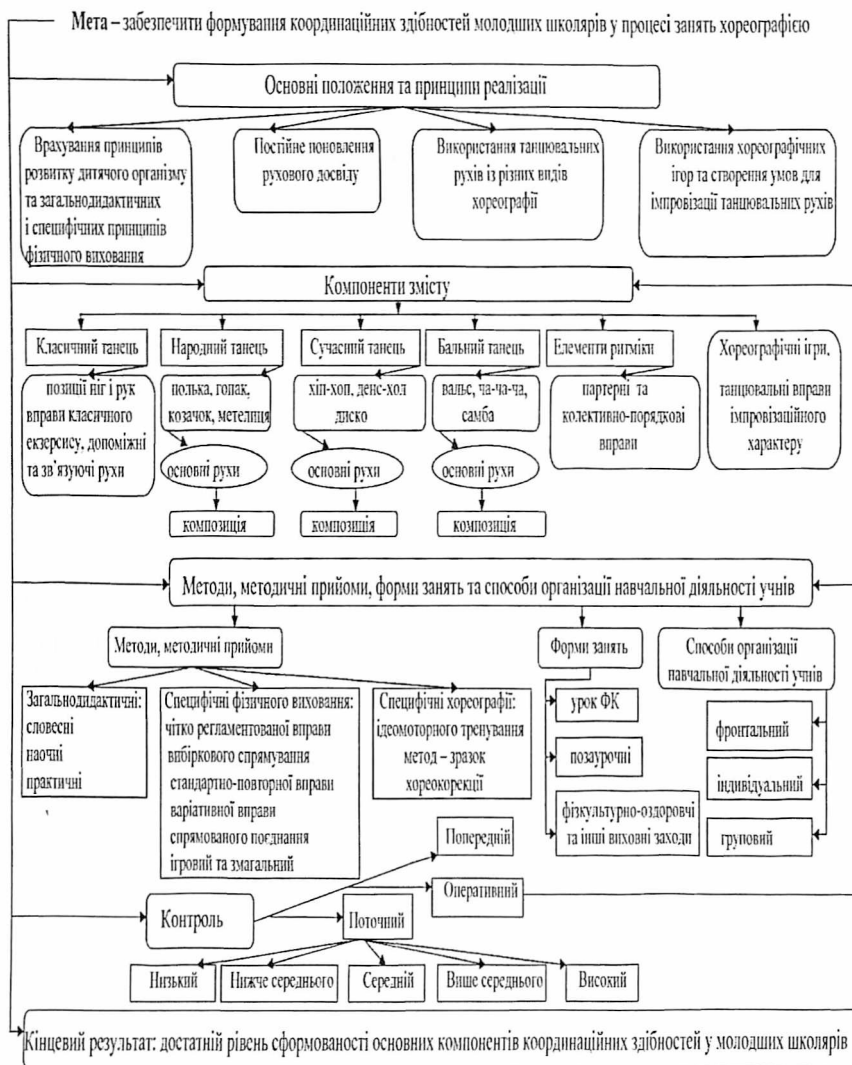 Мета – забезпечити формування координаційних здібностей молодших школярів у процесі занять хореографією
Основні положення та принципи реалізації
Врахування принципів
розвитку дитячого організму
та загальнодидактичних
і специфічних принципів
фізичного виховання
Постійне поновлення
рухового досвіду
Використання танцювальних
рухів із різних видів
хореографії
Використання хореографічних
ігор та створення умов для
імпровізації танцювальних рухів
Компоненти змісту
Класичний танець
Народний танець
Сучасний танець
Бальний танець
Елементи ритміки
Хореографічні ігри,
танцювальні вправи
імпровізаційного
характеру
позиції ніг і рук
вправи класичного
екзерсису, допоміжні
та зв'язуючі рухи
полька, гопак,
козачок, метелиця
хіп-хоп, денс-хол
диско
вальс, ча-ча-ча,
самба
партерні та
колективно-порядкові
вправи
основні рухи
основні рухи
основні рухи
композиція
композиція
композиція
Методи, методичні прийоми, форми занять та способи організації навчальної діяльності учнів
Методи, методичні прийоми
Форми занять
Способи організації
навчальної діяльності учнів
Загальнодидактичні:
словесні
наочні
практичні
Специфічні фізичного виховання:
чітко регламентованої вправи
вибіркового спрямування
стандартно-повторної вправи
варіативної вправи
спрямованого поєднання
ігровий та змагальний
Специфічні хореографії:
ідеомоторного тренування
метод – зразок
хореокорекції
урок ФК
позаурочні
фізкультурно-оздоровчі
та інші виховні заходи
фронтальний
індивідуальний
груповий
Попередній
Оперативний
Контроль
Поточний
Низький
Нижче середнього
Середній
Вище середнього
Високий
Кінцевий результат: достатній рівень сформованості основних компонентів координаційних здібностей у молодших школярів